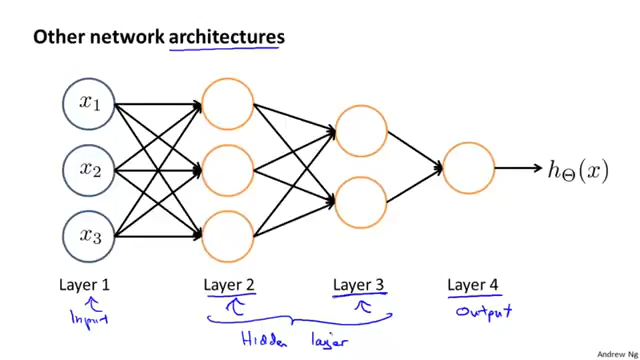 Other network architectures
x₁
x₂
x₃
h_Θ(x)
Layer 1
Layer 2
Layer 3
Layer 4
Input
Hidden layer
Output
Andrew Ng